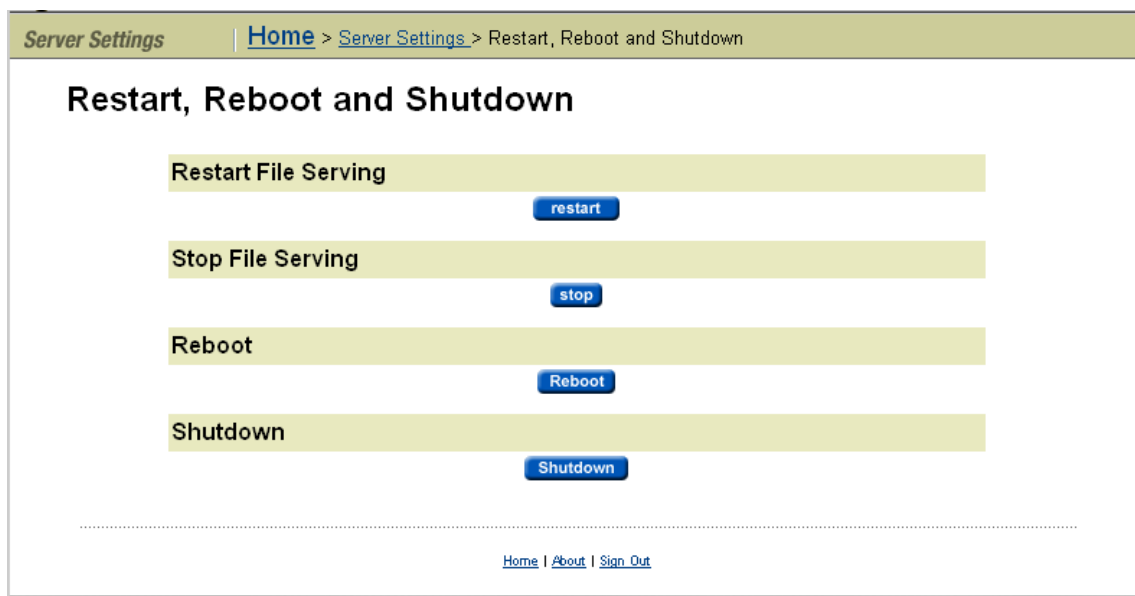 Server Settings | Home > Server Settings > Restart, Reboot and Shutdown
Restart, Reboot and Shutdown
Restart File Serving
restart
Stop File Serving
stop
Reboot
Reboot
Shutdown
Shutdown
Home | About | Sign Out